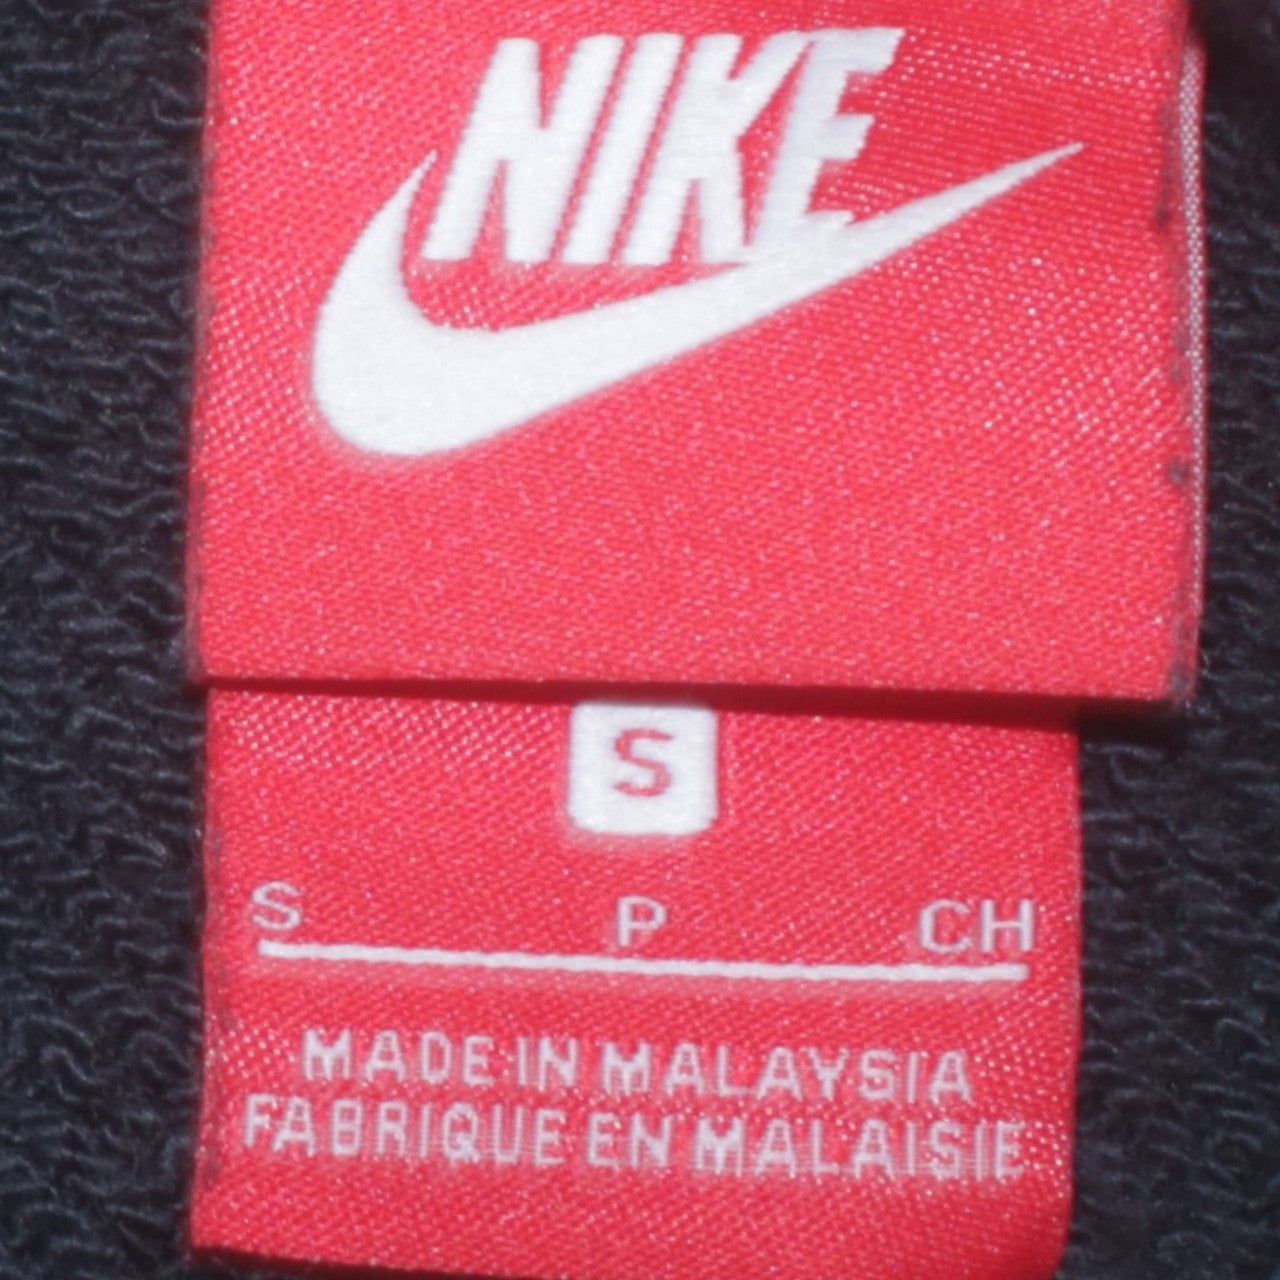 NIKE
S
S P CH
MADE IN MALAYSIA
FABRIQUE EN MALAISIE